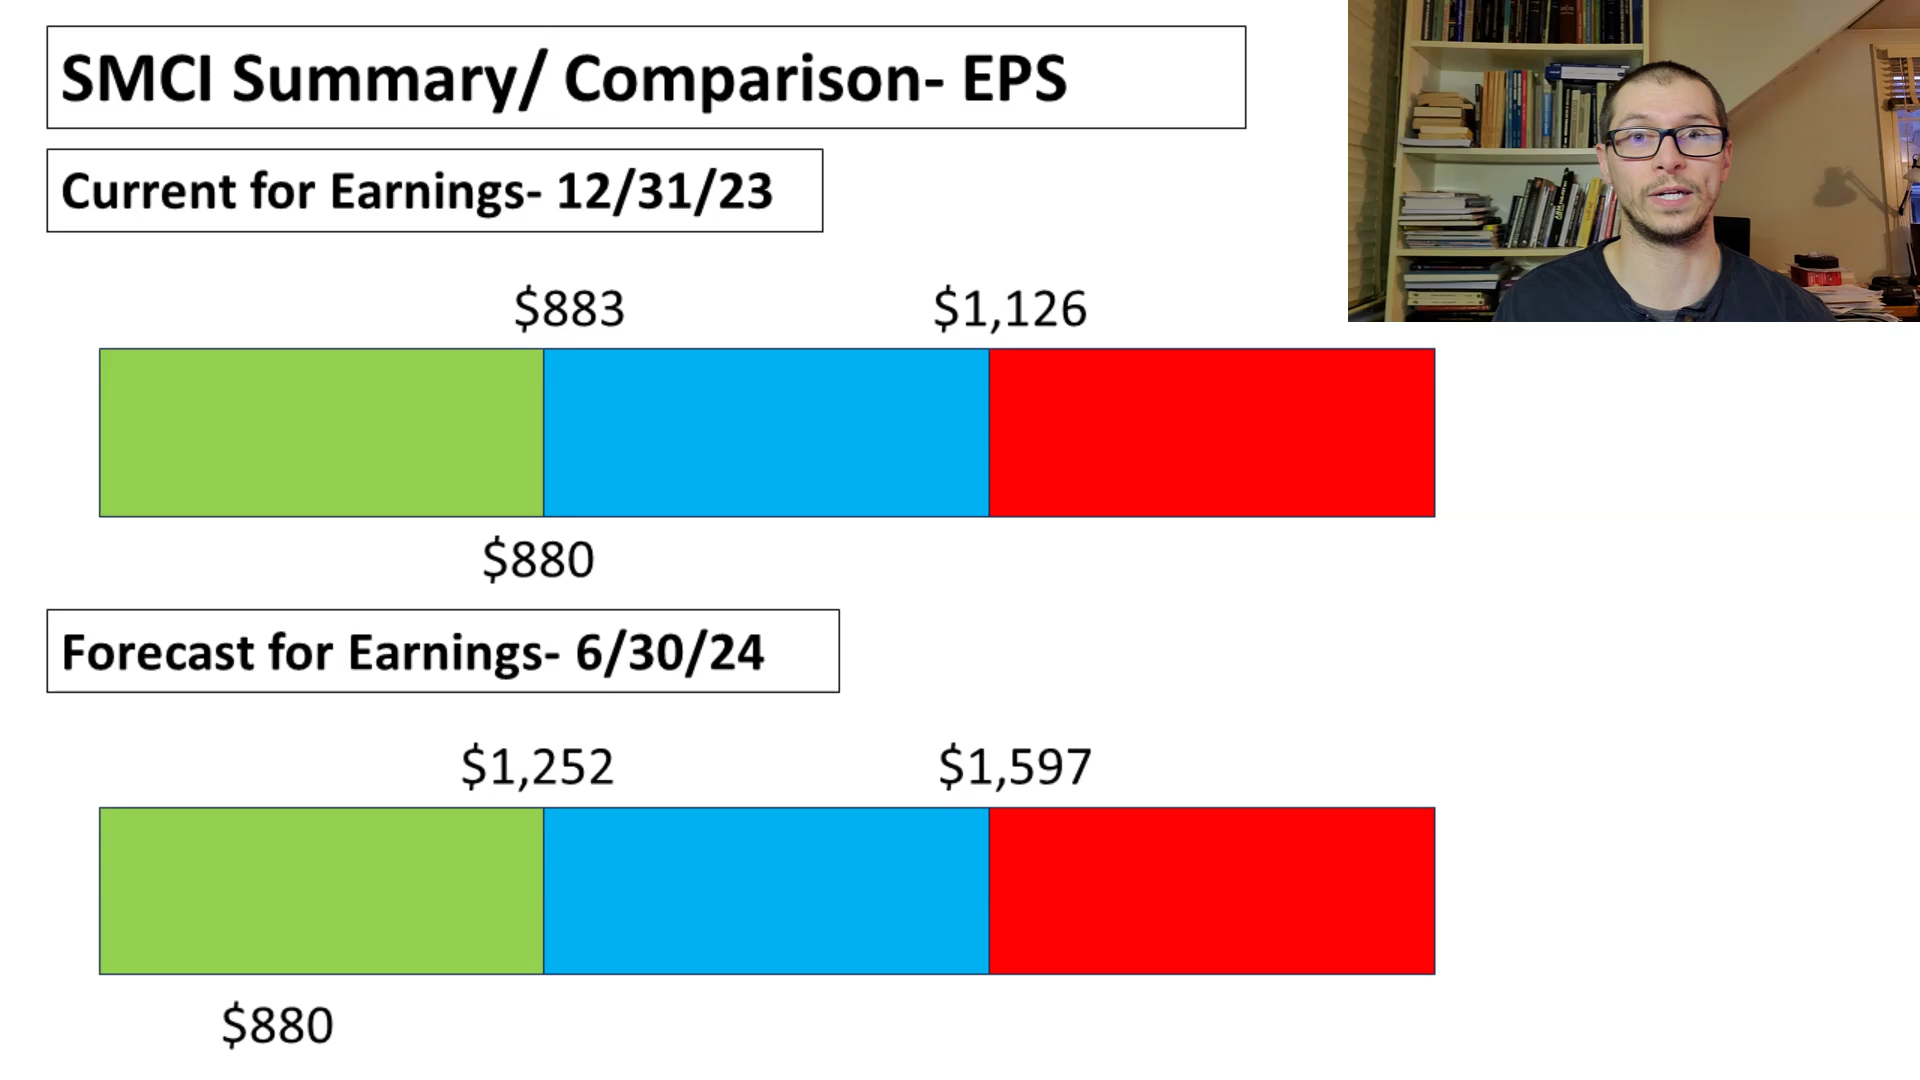 SMCI Summary/ Comparison- EPS
Current for Earnings- 12/31/23
$883 $1,126
$880
Forecast for Earnings- 6/30/24
$1,252 $1,597
$880